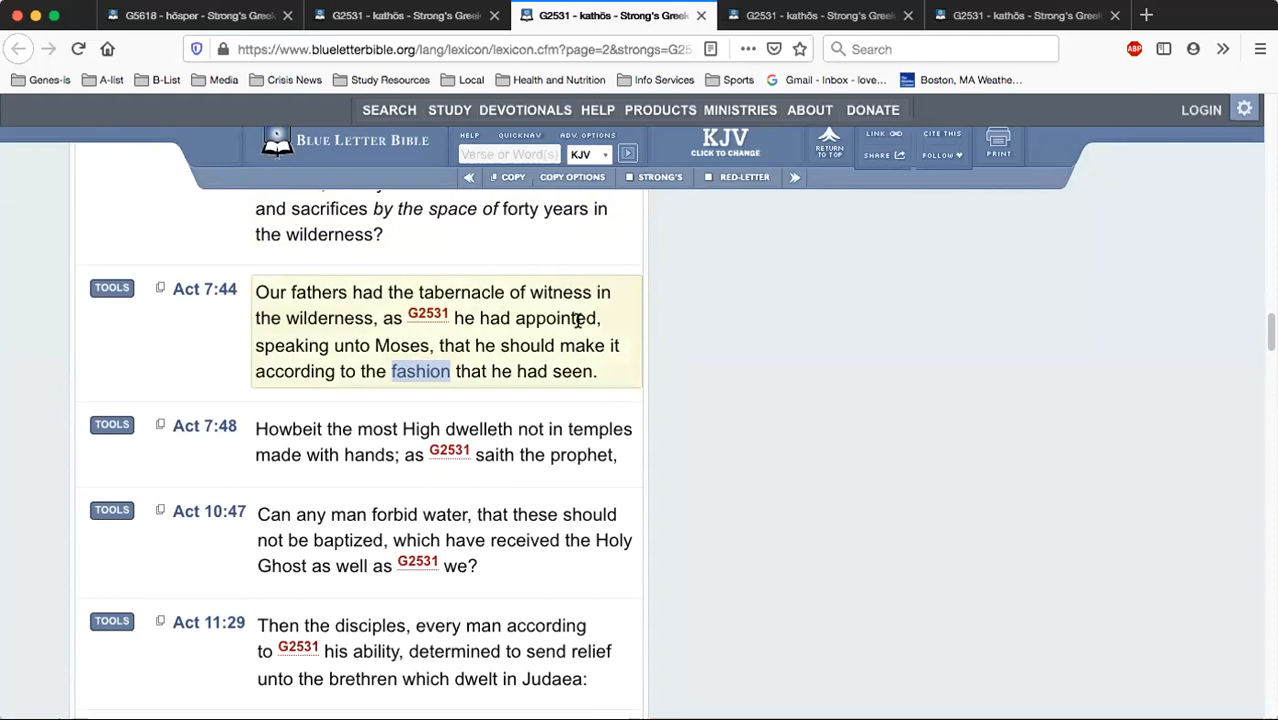 G5618 - hōsper - Strong's Greek
G2531 - kathōs - Strong's Greek
G2531 - kathōs - Strong's Greek
G2531 - kathōs - Strong's Greek
G2531 - kathōs - Strong's Greek
https://www.blueletterbible.org/lang/lexicon/lexicon.cfm?page=2&strongs=G25
Search
ABP
Genes-is
A-list
B-List
Media
Crisis News
Study Resources
Local
Health and Nutrition
Info Services
Sports
Gmail - Inbox - love...
Boston, MA Weathe...
SEARCH STUDY DEVOTIONALS HELP PRODUCTS MINISTRIES ABOUT DONATE
LOGIN
BLUE LETTER BIBLE
HELP QUICKNAV ADV. OPTIONS
Verse or Word(s)
KJV
KJV
CLICK TO CHANGE
RETURN TO TOP
LINK
SHARE
CITE THIS
FOLLOW
PRINT
COPY COPY OPTIONS STRONG'S RED-LETTER
and sacrifices by the space of forty years in
the wilderness?
TOOLS Act 7:44 Our fathers had the tabernacle of witness in
the wilderness, as G2531 he had appointed,
speaking unto Moses, that he should make it
according to the fashion that he had seen.
TOOLS Act 7:48 Howbeit the most High dwelleth not in temples
made with hands; as G2531 saith the prophet,
TOOLS Act 10:47 Can any man forbid water, that these should
not be baptized, which have received the Holy
Ghost as well as G2531 we?
TOOLS Act 11:29 Then the disciples, every man according
to G2531 his ability, determined to send relief
unto the brethren which dwelt in Judaea: